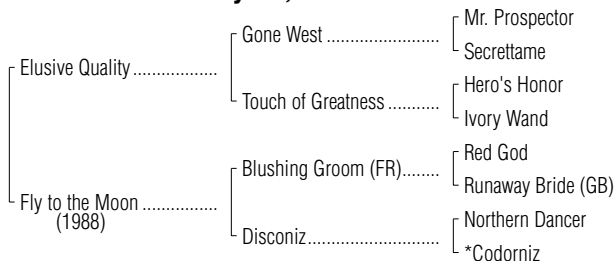 Mr. Prospector
Gone West
Secrettame
Elusive Quality
Hero's Honor
Touch of Greatness
Ivory Wand
Red God
Blushing Groom (FR)
Runaway Bride (GB)
Fly to the Moon
(1988)
Northern Dancer
Disconiz
*Codorniz